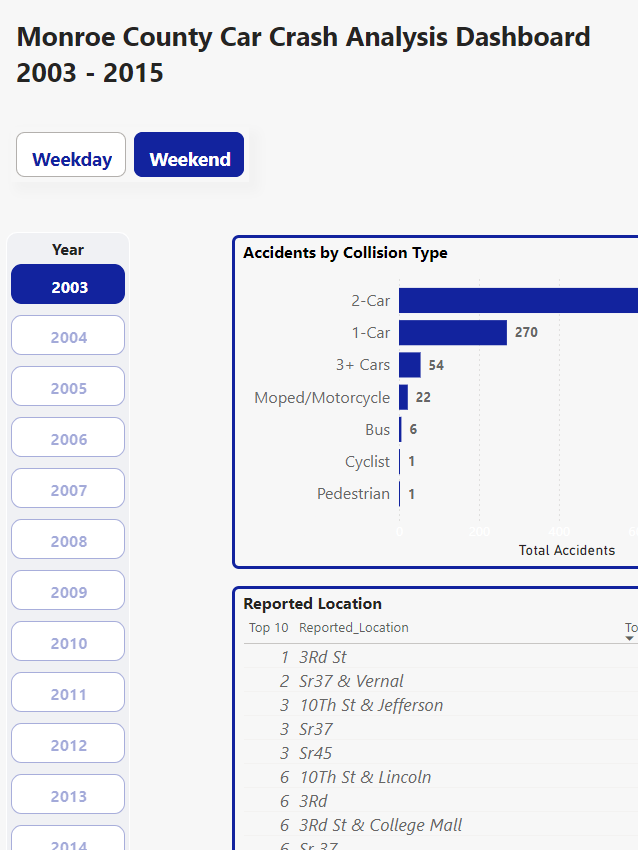 Monroe County Car Crash Analysis Dashboard
2003 - 2015
Weekday
Weekend
Year
2003
2004
2005
2006
2007
2008
2009
2010
2011
2012
2013
2014
Accidents by Collision Type
2-Car
1-Car 270
3+ Cars 54
Moped/Motorcycle 22
Bus 6
Cyclist 1
Pedestrian 1
0 200 400
Total Accidents
Reported Location
Top 10 Reported_Location
1 3Rd St
2 Sr37 & Vernal
3 10Th St & Jefferson
3 Sr37
3 Sr45
6 10Th St & Lincoln
6 3Rd
6 3Rd St & College Mall
6 Sr 37